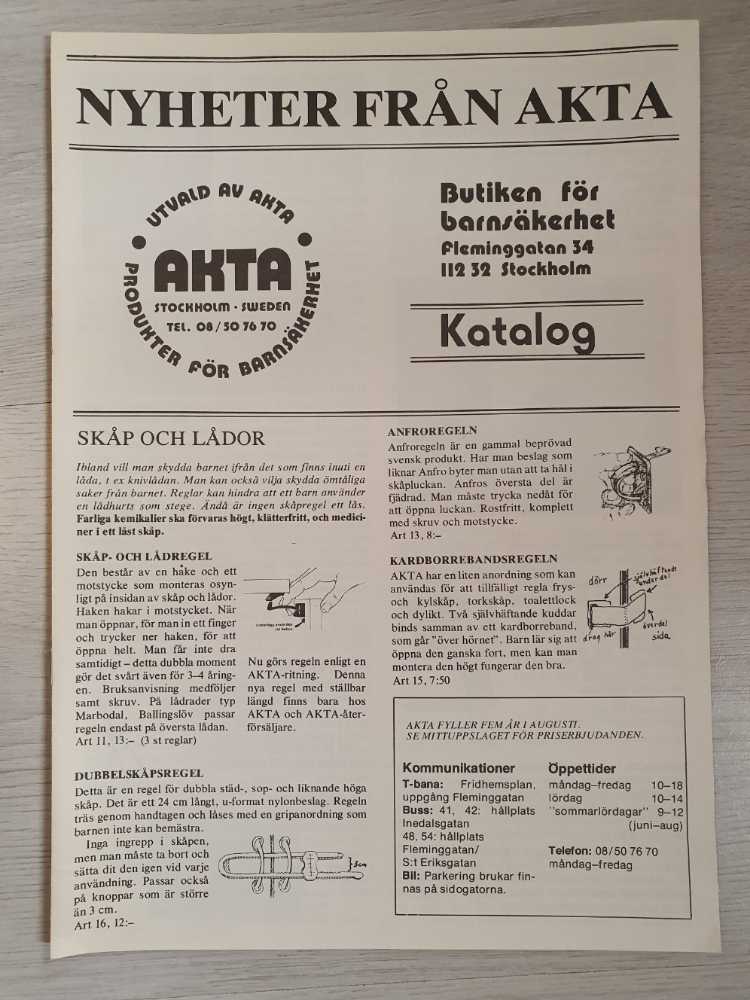 NYHETER FRÅN AKTA
UTVALD AV AKTA
AKTA
STOCKHOLM · SWEDEN
TEL. 08/50 76 70
PRODUKTER FÖR BARNSÄKERHET
Butiken för
barnsäkerhet
Fleminggatan 34
112 32 Stockholm
Katalog
SKÅP OCH LÅDOR
Ibland vill man skydda barnet ifrån det som finns inuti en
låda, t ex knivlådan. Man kan också vilja skydda ömtåliga
saker från barnet. Reglar kan hindra att ett barn använder
en lådhurts som stege. Ändå är ingen skåpregel ett lås.
Farliga kemikalier ska förvaras högt, klätterfritt, och medici-
ner i ett låst skåp.
SKÅP- OCH LÅDREGEL
Den består av en hake och ett
motstycke som monteras osyn-
ligt på insidan av skåp och lådor.
Haken hakar i motstycket. När
man öppnar, för man in ett finger
och trycker ner haken, för att
öppna helt. Man får inte dra
samtidigt – detta dubbla moment
gör det svårt även för 3–4 åring-
en. Bruksanvisning medföljer
samt skruv. På lådrader typ
Marbodal, Ballingslöv passar
regeln endast på översta lådan.
Art 11, 13:– (3 st reglar)
Nu görs regeln enligt en
AKTA-ritning. Denna
nya regel med ställbar
längd finns bara hos
AKTA och AKTA-åter-
försäljare.
DUBBELSKÅPSREGEL
Detta är en regel för dubbla städ-, sop- och liknande höga
skåp. Det är ett 24 cm långt, u-format nylonbeslag. Regeln
träs genom handtagen och låses med en gripanordning som
barnen inte kan bemästra.
Inga ingrepp i skåpen,
men man måste ta bort och
sätta dit den igen vid varje
användning. Passar också
på knoppar som är större
än 3 cm.
Art 16, 12:–
3cm
ANFROREGELN
Anfroregeln är en gammal beprövad
svensk produkt. Har man beslag som
liknar Anfro byter man utan att ta hål i
skåpluckan. Anfros översta del är
fjädrad. Man måste trycka nedåt för
att öppna luckan. Rostfritt, komplett
med skruv och motstycke.
Art 13, 8:–
KARDBORREBANDSREGELN
AKTA har en liten anordning som kan
användas för att tillfälligt regla frys-
och kylskåp, torkskåp, toalettlock
och dylikt. Två självhäftande kuddar
binds samman av ett kardborreband,
som går "över hörnet". Barn lär sig att
öppna den ganska fort, men kan man
montera den högt fungerar den bra.
Art 15, 7:50
dörr
självhäftande
underdel
drag här
överdel
sida
AKTA FYLLER FEM ÅR I AUGUSTI.
SE MITTUPPSLAGET FÖR PRISERBJUDANDEN.
Kommunikationer
T-bana: Fridhemsplan,
uppgång Fleminggatan
Buss: 41, 42: hållplats
Inedalsgatan
48, 54: hållplats
Fleminggatan/
S:t Eriksgatan
Bil: Parkering brukar fin-
nas på sidogatorna.
Öppettider
måndag–fredag 10–18
lördag 10–14
"sommarlördagar" 9–12
(juni–aug)
Telefon: 08/50 76 70
måndag–fredag